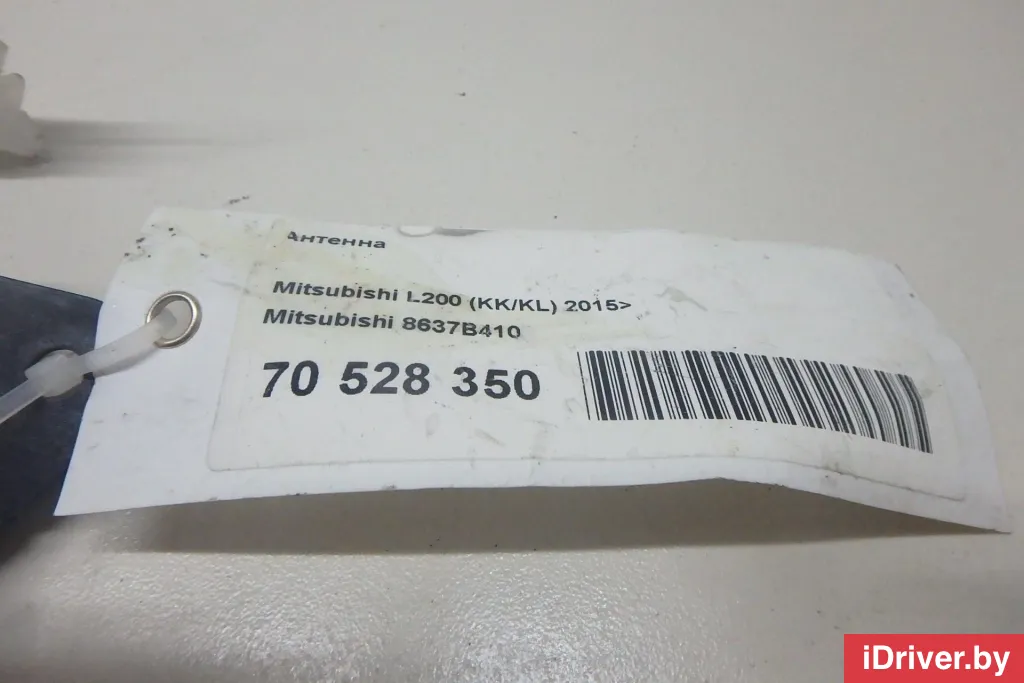 Антенна
Mitsubishi L200 (KK/KL) 2015>
Mitsubishi 8637B410
70 528 350
iDriver.by